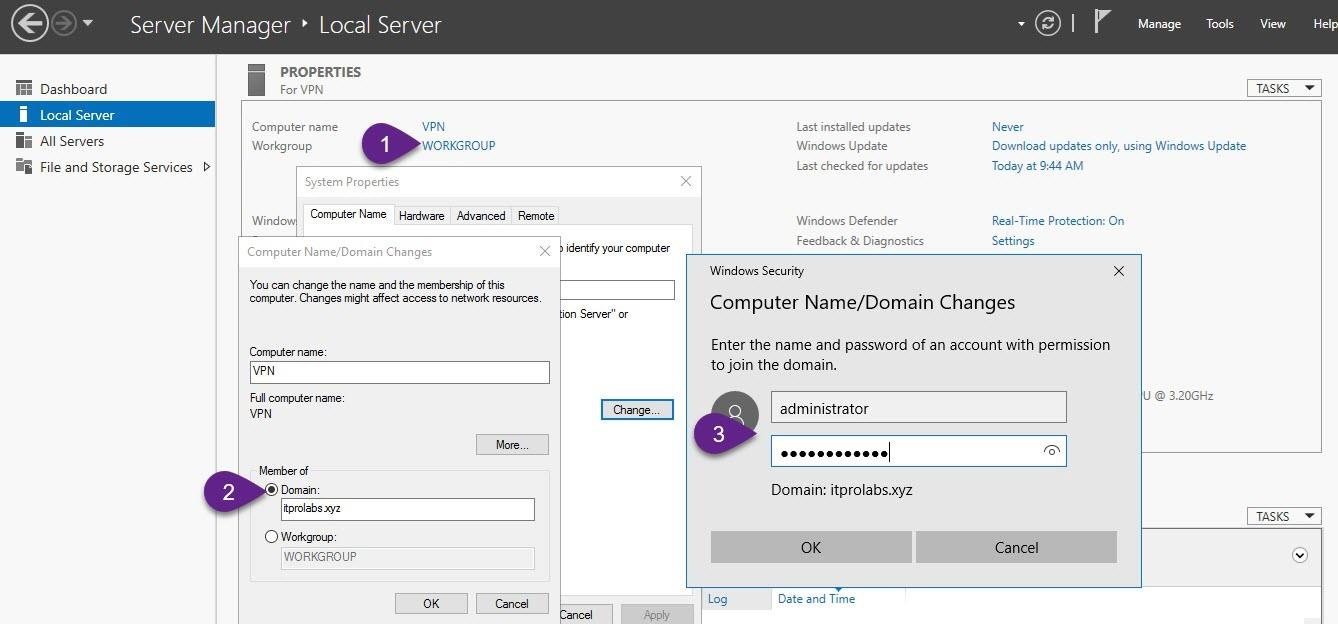 Server Manager ‣ Local Server
Manage Tools View Help
Dashboard
Local Server
All Servers
File and Storage Services
PROPERTIES
For VPN
TASKS
Computer name VPN
Workgroup WORKGROUP
1
Last installed updates Never
Windows Update Download updates only, using Windows Update
Last checked for updates Today at 9:44 AM
Windows Defender Real-Time Protection: On
Feedback & Diagnostics Settings
U @ 3.20GHz
Window
System Properties
Computer Name Hardware Advanced Remote
o identify your computer
tion Server" or
Change...
Cancel Apply
Computer Name/Domain Changes
You can change the name and the membership of this
computer. Changes might affect access to network resources.
Computer name:
VPN
Full computer name:
VPN
More...
Member of
2
Domain:
itprolabs.xyz
Workgroup:
WORKGROUP
OK Cancel
Windows Security
Computer Name/Domain Changes
Enter the name and password of an account with permission
to join the domain.
administrator
3
●●●●●●●●●●●●
Domain: itprolabs.xyz
OK Cancel
TASKS
Log Date and Time